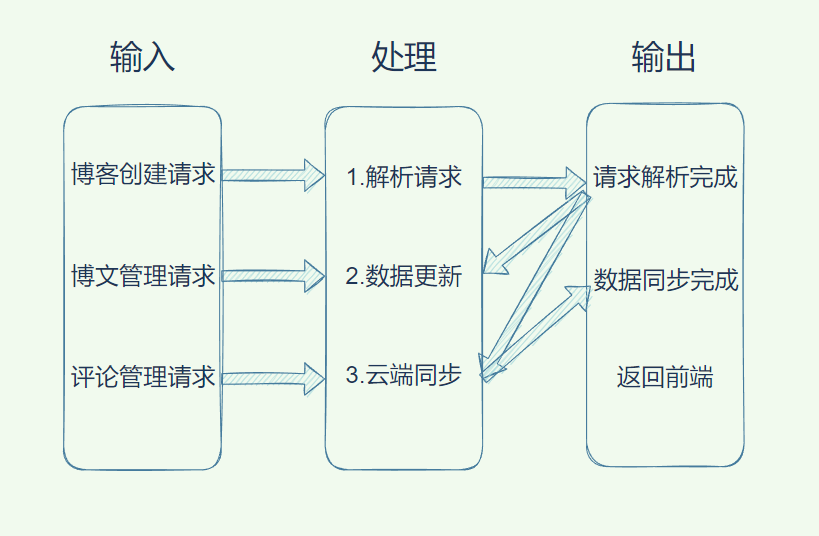 输入
处理
输出
博客创建请求
1.解析请求
请求解析完成
博文管理请求
2.数据更新
数据同步完成
评论管理请求
3.云端同步
返回前端